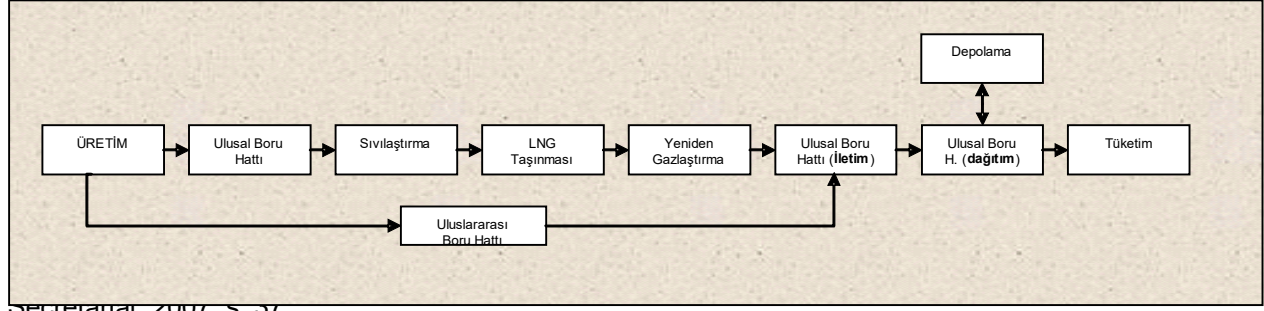 Depolama
ÜRETİM
Ulusal Boru
Hattı
Sıvılaştırma
LNG
Taşınması
Yeniden
Gazlaştırma
Ulusal Boru
Hattı (İletim)
Ulusal Boru
H. (dağıtım)
Tüketim
Uluslararası
Boru Hattı
2007